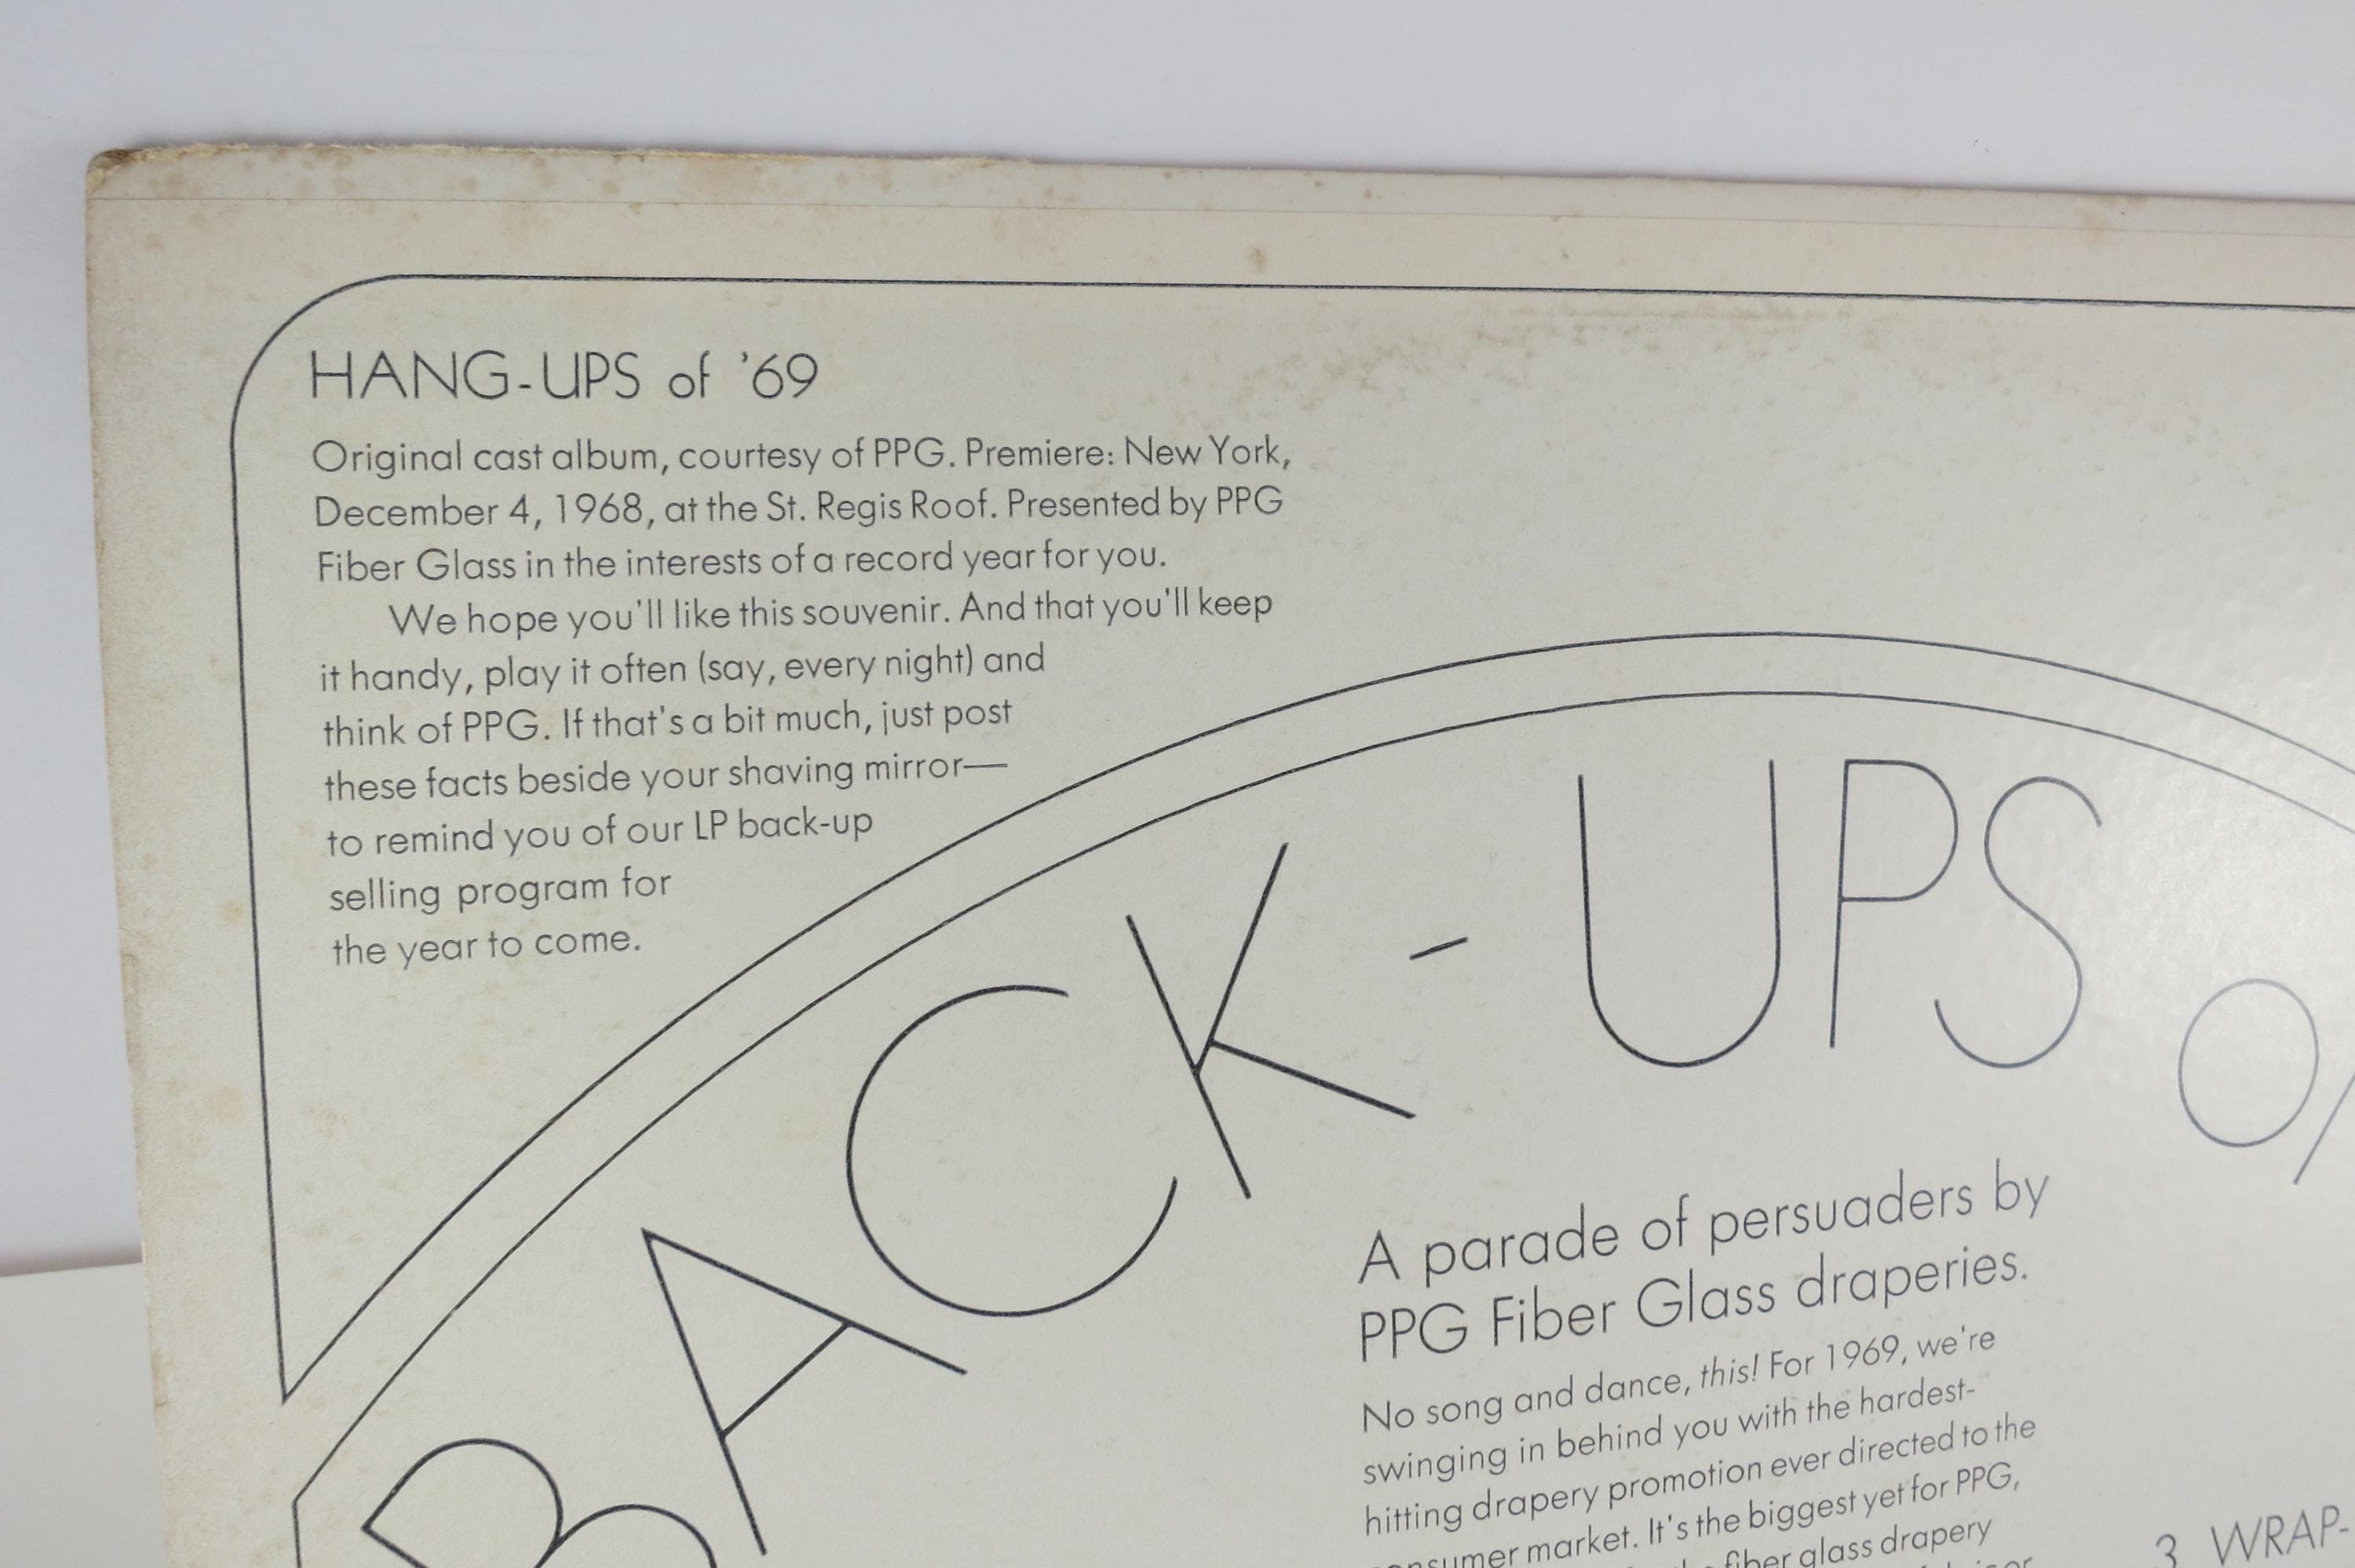 HANG-UPS of '69
Original cast album, courtesy of PPG. Premiere: New York,
December 4, 1968, at the St. Regis Roof. Presented by PPG
Fiber Glass in the interests of a record year for you.
We hope you'll like this souvenir. And that you'll keep
it handy, play it often (say, every night) and
think of PPG. If that's a bit much, just post
these facts beside your shaving mirror—
to remind you of our LP back-up
selling program for
the year to come.
BACK-UPS
A parade of persuaders by
PPG Fiber Glass draperies.
No song and dance, this! For 1969, we're
swinging in behind you with the hardest-
hitting drapery promotion ever directed to the
market. It's the biggest yet for PPG,
fiber glass drapery
3 WRAP-